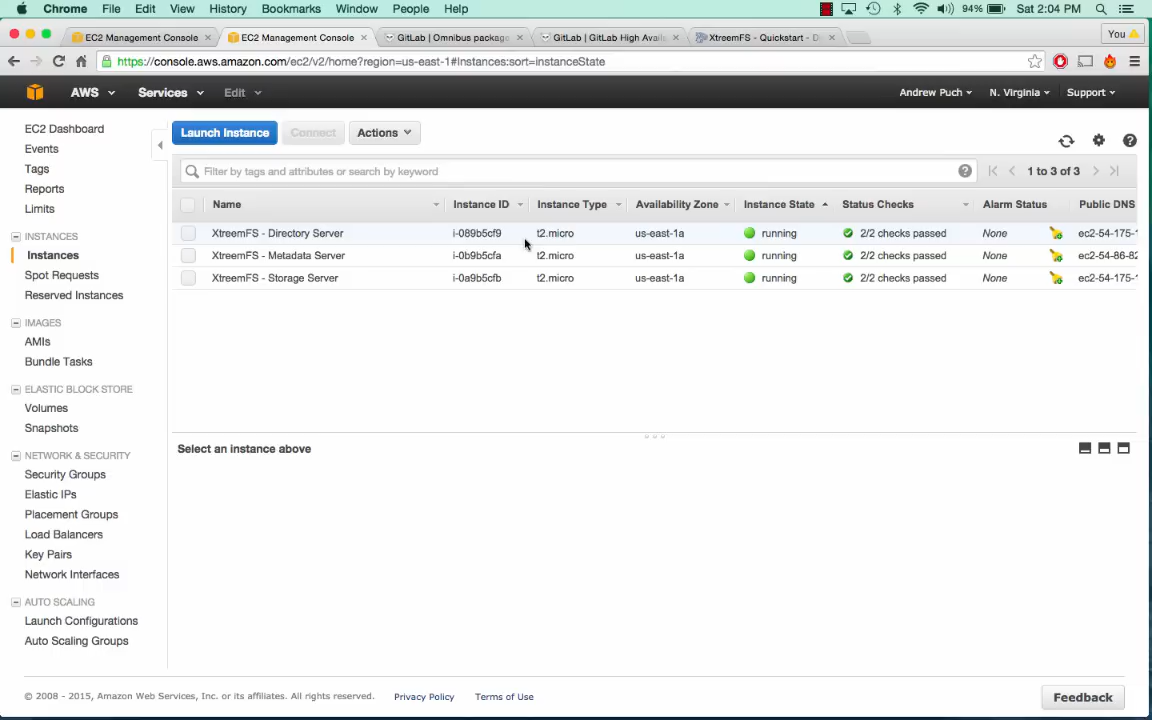 Chrome File Edit View History Bookmarks Window People Help 94% Sat 2:04 PM
EC2 Management Console EC2 Management Console GitLab | Omnibus package GitLab | GitLab High Avail XtreemFS - Quickstart - D You
https://console.aws.amazon.com/ec2/v2/home?region=us-east-1#Instances:sort=instanceState
AWS Services Edit Andrew Puch N. Virginia Support
EC2 Dashboard
Events
Tags
Reports
Limits
INSTANCES
Instances
Spot Requests
Reserved Instances
IMAGES
AMIs
Bundle Tasks
ELASTIC BLOCK STORE
Volumes
Snapshots
NETWORK & SECURITY
Security Groups
Elastic IPs
Placement Groups
Load Balancers
Key Pairs
Network Interfaces
AUTO SCALING
Launch Configurations
Auto Scaling Groups
Launch Instance Connect Actions
Filter by tags and attributes or search by keyword 1 to 3 of 3
Name Instance ID Instance Type Availability Zone Instance State Status Checks Alarm Status Public DNS
XtreemFS - Directory Server i-089b5cf9 t2.micro us-east-1a running 2/2 checks passed None ec2-54-175-1
XtreemFS - Metadata Server i-0b9b5cfa t2.micro us-east-1a running 2/2 checks passed None ec2-54-86-82
XtreemFS - Storage Server i-0a9b5cfb t2.micro us-east-1a running 2/2 checks passed None ec2-54-175-1
Select an instance above
© 2008 - 2015, Amazon Web Services, Inc. or its affiliates. All rights reserved. Privacy Policy Terms of Use Feedback